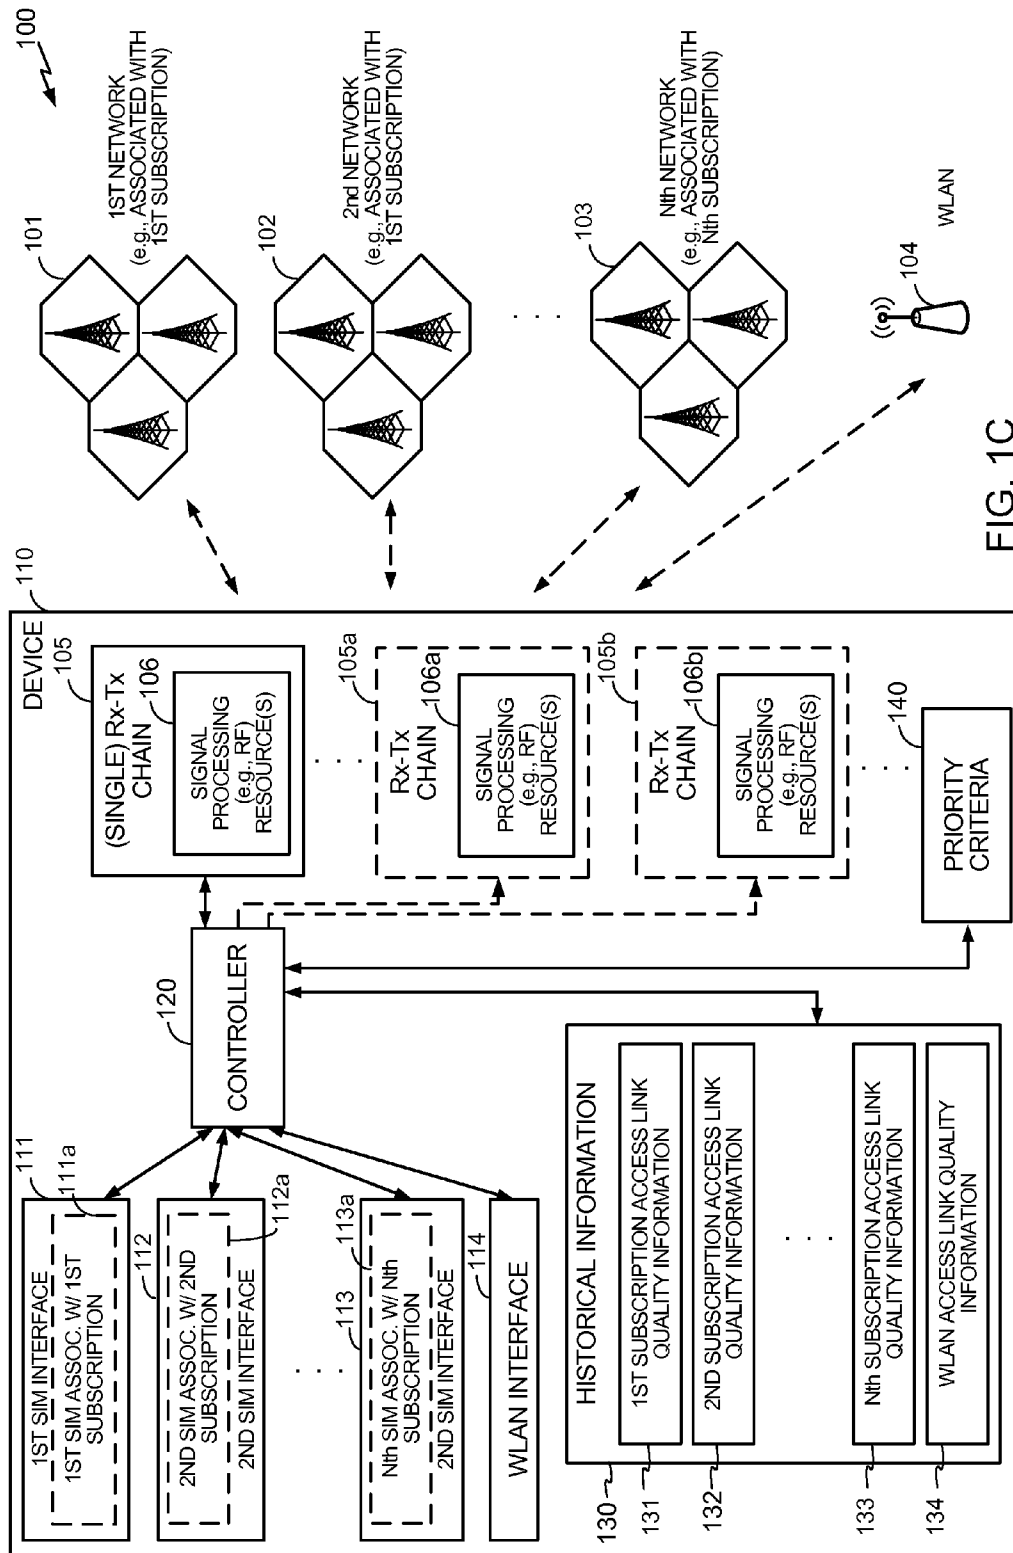 100
101
1ST NETWORK
(e.g., ASSOCIATED WITH
1ST SUBSCRIPTION)
102
2nd NETWORK
(e.g., ASSOCIATED WITH
1ST SUBSCRIPTION)
. . .
103
Nth NETWORK
(e.g., ASSOCIATED WITH
Nth SUBSCRIPTION)
104
WLAN
110
DEVICE
105
(SINGLE) Rx-Tx
CHAIN
106
SIGNAL
PROCESSING
(e.g., RF)
RESOURCE(S)
. . . .
105a
Rx-Tx
CHAIN
106a
SIGNAL
PROCESSING
(e.g., RF)
RESOURCE(S)
105b
Rx-Tx
CHAIN
106b
SIGNAL
PROCESSING
(e.g., RF)
RESOURCE(S)
. . . .
140
PRIORITY
CRITERIA
120
CONTROLLER
111
1ST SIM INTERFACE
111a
1ST SIM ASSOC. W/ 1ST
SUBSCRIPTION
112
2ND SIM ASSOC. W/ 2ND
SUBSCRIPTION
112a
2ND SIM INTERFACE
. . . .
113
113a
Nth SIM ASSOC. W/ Nth
SUBSCRIPTION
2ND SIM INTERFACE
114
WLAN INTERFACE
130
HISTORICAL INFORMATION
131
1ST SUBSCRIPTION ACCESS LINK
QUALITY INFORMATION
132
2ND SUBSCRIPTION ACCESS LINK
QUALITY INFORMATION
. . . .
133
Nth SUBSCRIPTION ACCESS LINK
QUALITY INFORMATION
134
WLAN ACCESS LINK QUALITY
INFORMATION
FIG. 1C